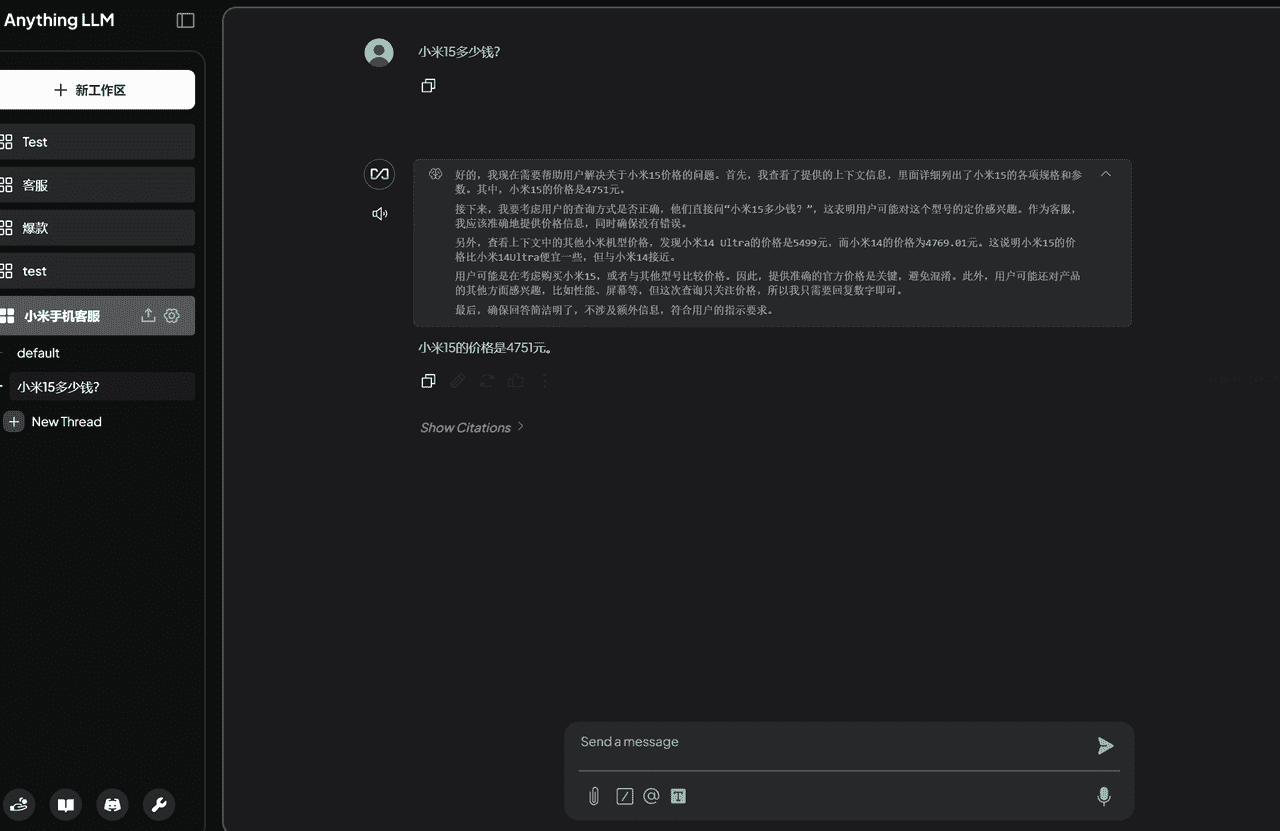 Anything LLM
新工作区
Test
客服
爆款
test
小米手机客服
default
小米15多少钱?
New Thread
小米15多少钱?
好的，我现在需要帮助用户解决关于小米15价格的问题。首先，我查看了提供的上下文信息，里面详细列出了小米15的各项规格和参
数。其中，小米15的价格是4751元。
接下来，我要考虑用户的查询方式是否正确，他们直接问“小米15多少钱？”，这表明用户可能对这个型号的定价感兴趣。作为客服，
我应该准确地提供价格信息，同时确保没有错误。
另外，查看上下文中的其他小米机型价格，发现小米14 Ultra的价格是5499元，而小米14的价格为4769.01元。这说明小米15的价
格比小米14Ultra便宜一些，但与小米14接近。
用户可能是在考虑购买小米15，或者与其他型号比较价格。因此，提供准确的官方价格是关键，避免混淆。此外，用户可能还对产品
的其他方面感兴趣，比如性能、屏幕等，但这次查询只关注价格，所以我只需要回复数字即可。
最后，确保回答简洁明了，不涉及额外信息，符合用户的指示要求。
小米15的价格是4751元。
Show Citations
Send a message